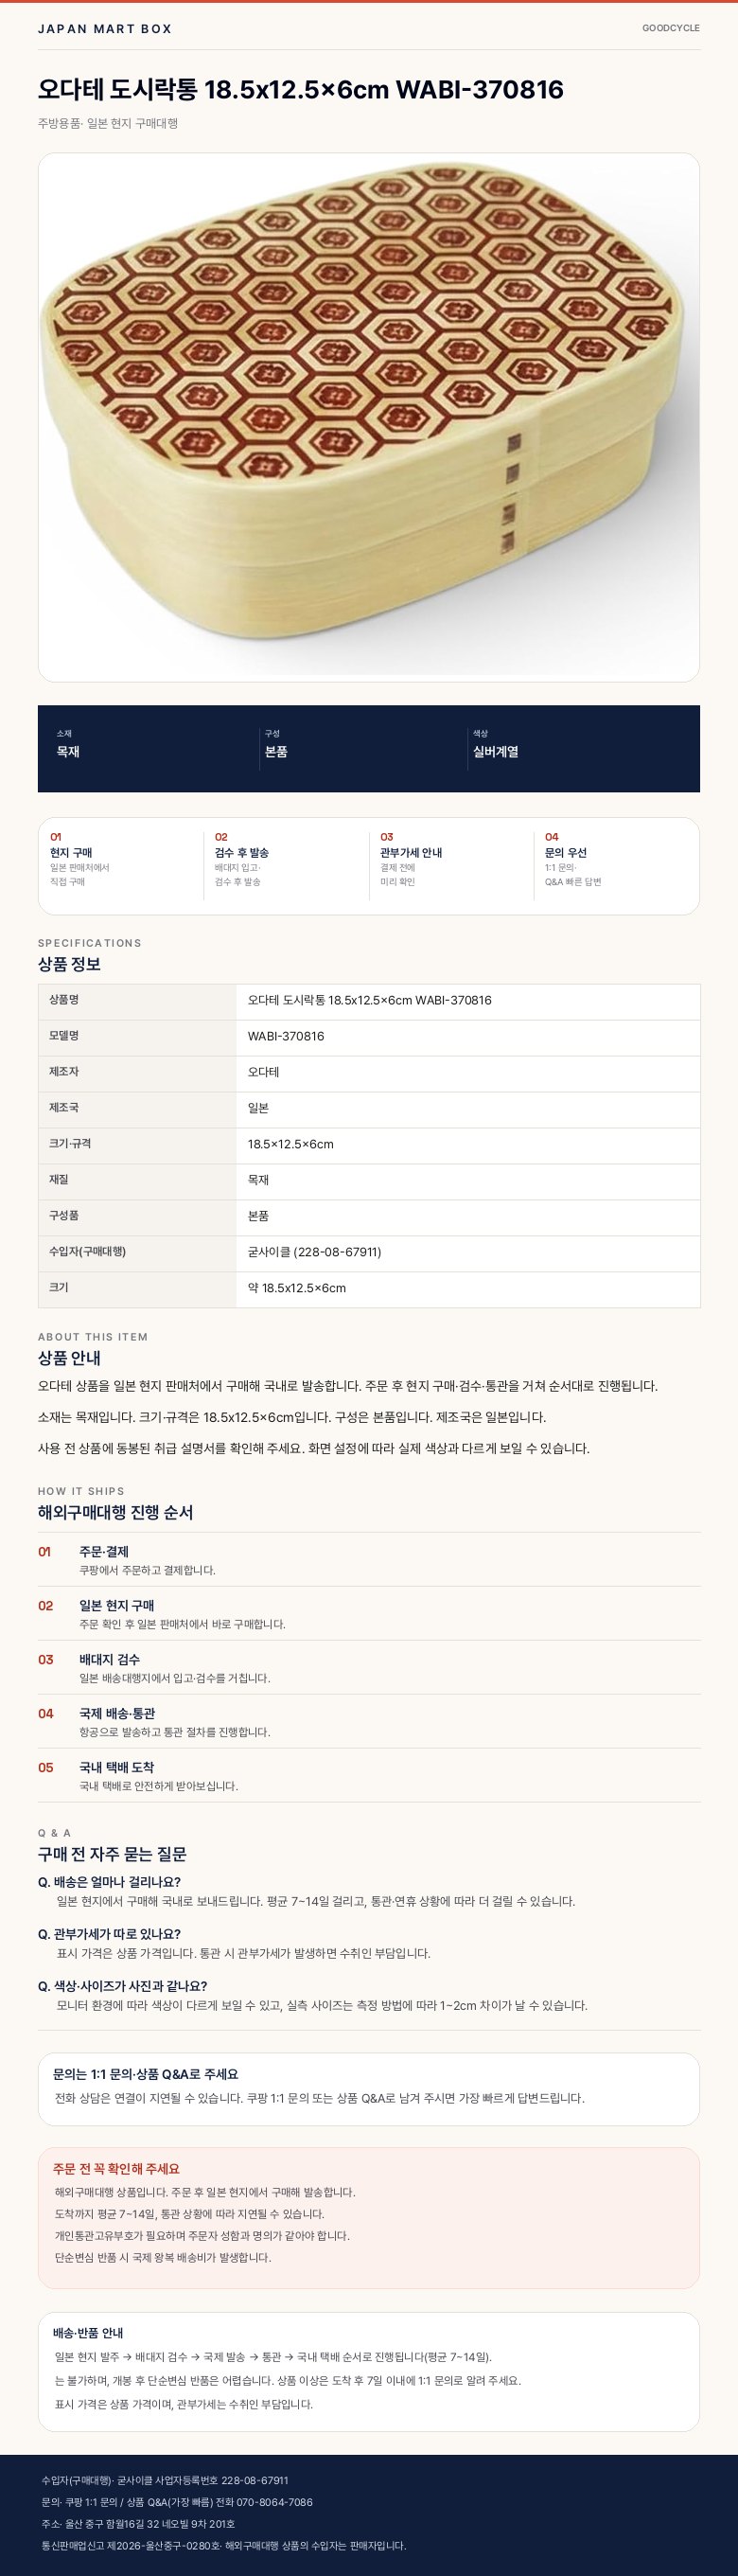 JAPAN MART BOX
GOODCYCLE
오다테 도시락통 18.5x12.5×6cm WABI-370816
주방용품· 일본 현지 구매대행
소재
목재
구성
본품
색상
실버계열
01
현지 구매
일본 판매처에서
직접 구매
02
검수 후 발송
배대지 입고·
검수 후 발송
03
관부가세 안내
결제 전에
미리 확인
04
문의 우선
1:1 문의·
Q&A 빠른 답변
SPECIFICATIONS
상품 정보
상품명 오다테 도시락통 18.5x12.5×6cm WABI-370816
모델명 WABI-370816
제조자 오다테
제조국 일본
크기·규격 18.5×12.5×6cm
재질 목재
구성품 본품
수입자(구매대행) 굳사이클 (228-08-67911)
크기 약 18.5x12.5×6cm
ABOUT THIS ITEM
상품 안내
오다테 상품을 일본 현지 판매처에서 구매해 국내로 발송합니다. 주문 후 현지 구매·검수·통관을 거쳐 순서대로 진행됩니다.
소재는 목재입니다. 크기·규격은 18.5x12.5×6cm입니다. 구성은 본품입니다. 제조국은 일본입니다.
사용 전 상품에 동봉된 취급 설명서를 확인해 주세요. 화면 설정에 따라 실제 색상과 다르게 보일 수 있습니다.
HOW IT SHIPS
해외구매대행 진행 순서
01 주문·결제
쿠팡에서 주문하고 결제합니다.
02 일본 현지 구매
주문 확인 후 일본 판매처에서 바로 구매합니다.
03 배대지 검수
일본 배송대행지에서 입고·검수를 거칩니다.
04 국제 배송·통관
항공으로 발송하고 통관 절차를 진행합니다.
05 국내 택배 도착
국내 택배로 안전하게 받아보십니다.
Q & A
구매 전 자주 묻는 질문
Q. 배송은 얼마나 걸리나요?
일본 현지에서 구매해 국내로 보내드립니다. 평균 7~14일 걸리고, 통관·연휴 상황에 따라 더 걸릴 수 있습니다.
Q. 관부가세가 따로 있나요?
표시 가격은 상품 가격입니다. 통관 시 관부가세가 발생하면 수취인 부담입니다.
Q. 색상·사이즈가 사진과 같나요?
모니터 환경에 따라 색상이 다르게 보일 수 있고, 실측 사이즈는 측정 방법에 따라 1~2cm 차이가 날 수 있습니다.
문의는 1:1 문의·상품 Q&A로 주세요
전화 상담은 연결이 지연될 수 있습니다. 쿠팡 1:1 문의 또는 상품 Q&A로 남겨 주시면 가장 빠르게 답변드립니다.
주문 전 꼭 확인해 주세요
해외구매대행 상품입니다. 주문 후 일본 현지에서 구매해 발송합니다.
도착까지 평균 7~14일, 통관 상황에 따라 지연될 수 있습니다.
개인통관고유부호가 필요하며 주문자 성함과 명의가 같아야 합니다.
단순변심 반품 시 국제 왕복 배송비가 발생합니다.
배송·반품 안내
일본 현지 발주 → 배대지 검수 → 국제 발송 → 통관 → 국내 택배 순서로 진행됩니다(평균 7~14일).
는 불가하며, 개봉 후 단순변심 반품은 어렵습니다. 상품 이상은 도착 후 7일 이내에 1:1 문의로 알려 주세요.
표시 가격은 상품 가격이며, 관부가세는 수취인 부담입니다.
수입자(구매대행)· 굳사이클 사업자등록번호 228-08-67911
문의· 쿠팡 1:1 문의 / 상품 Q&A(가장 빠름) 전화 070-8064-7086
주소· 울산 중구 함월16길 32 네오빌 9차 201호
통신판매업신고 제2026-울산중구-0280호· 해외구매대행 상품의 수입자는 판매자입니다.